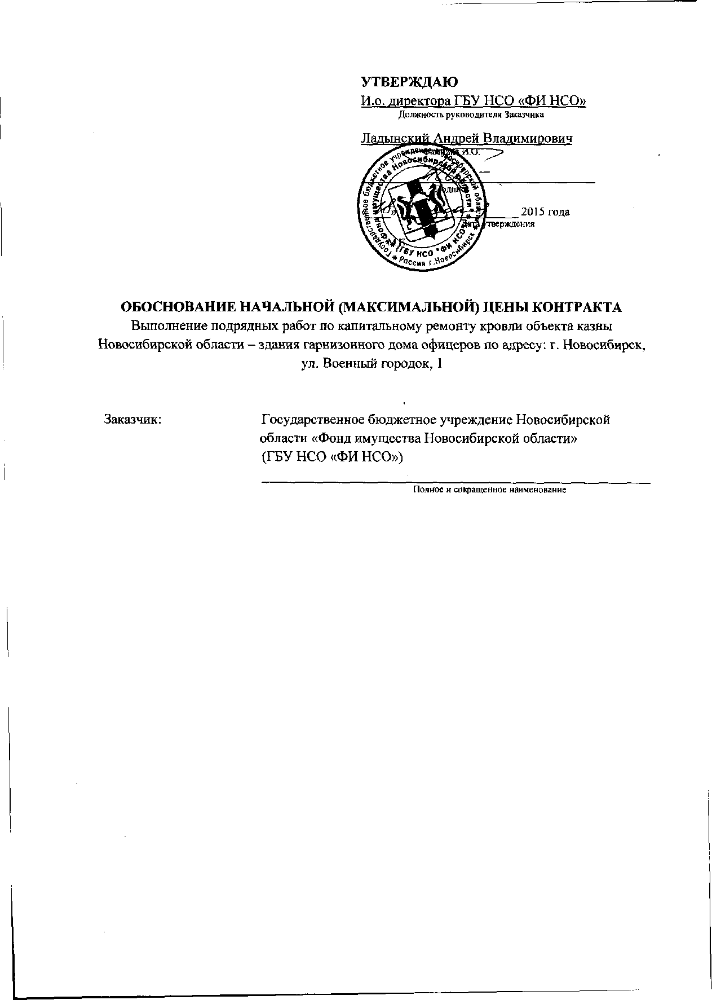 УТВЕРЖДАЮ
И.о. директора ГБУ НСО «ФИ НСО»
Должность руководителя Заказчика
Ладынский Андрей Владимирович
Фамилия И.О.
Подпись
2015 года
Дата утверждения
М.П.
Государственное бюджетное учреждение Новосибирской области
Фонд имущества Новосибирской области
(ГБУ НСО "ФИ НСО")
Россия г.Новосибирск
ОБОСНОВАНИЕ НАЧАЛЬНОЙ (МАКСИМАЛЬНОЙ) ЦЕНЫ КОНТРАКТА
Выполнение подрядных работ по капитальному ремонту кровли объекта казны
Новосибирской области – здания гарнизонного дома офицеров по адресу: г. Новосибирск,
ул. Военный городок, 1
Заказчик: Государственное бюджетное учреждение Новосибирской
области «Фонд имущества Новосибирской области»
(ГБУ НСО «ФИ НСО»)
Полное и сокращенное наименование